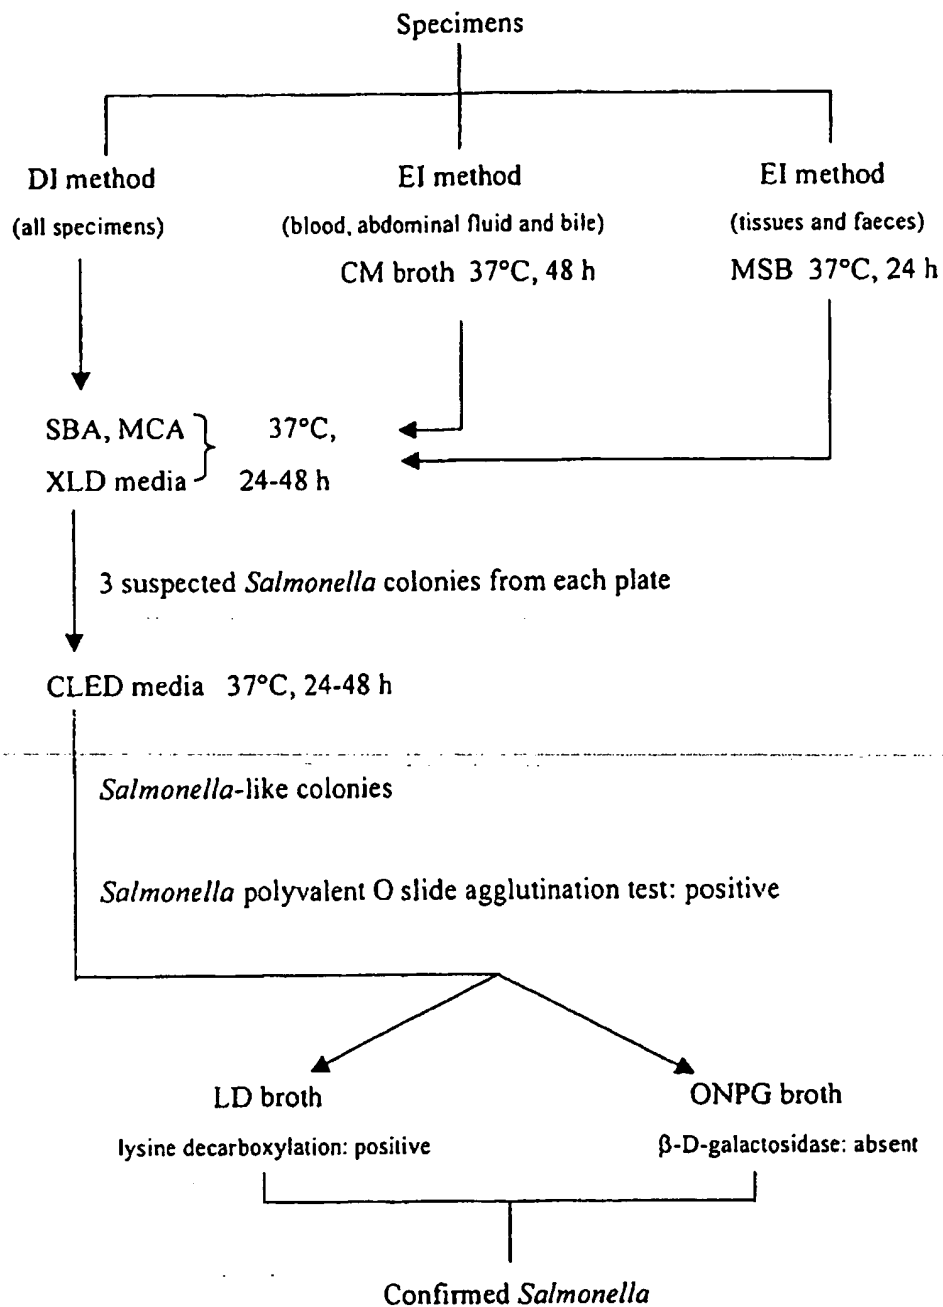 Specimens
DI method
(all specimens)
EI method
(blood, abdominal fluid and bile)
CM broth 37°C, 48 h
EI method
(tissues and faeces)
MSB 37°C, 24 h
SBA, MCA } 37°C,
XLD media 24-48 h
3 suspected Salmonella colonies from each plate
CLED media 37°C, 24-48 h
Salmonella-like colonies
Salmonella polyvalent O slide agglutination test: positive
LD broth
lysine decarboxylation: positive
ONPG broth
β-D-galactosidase: absent
Confirmed Salmonella